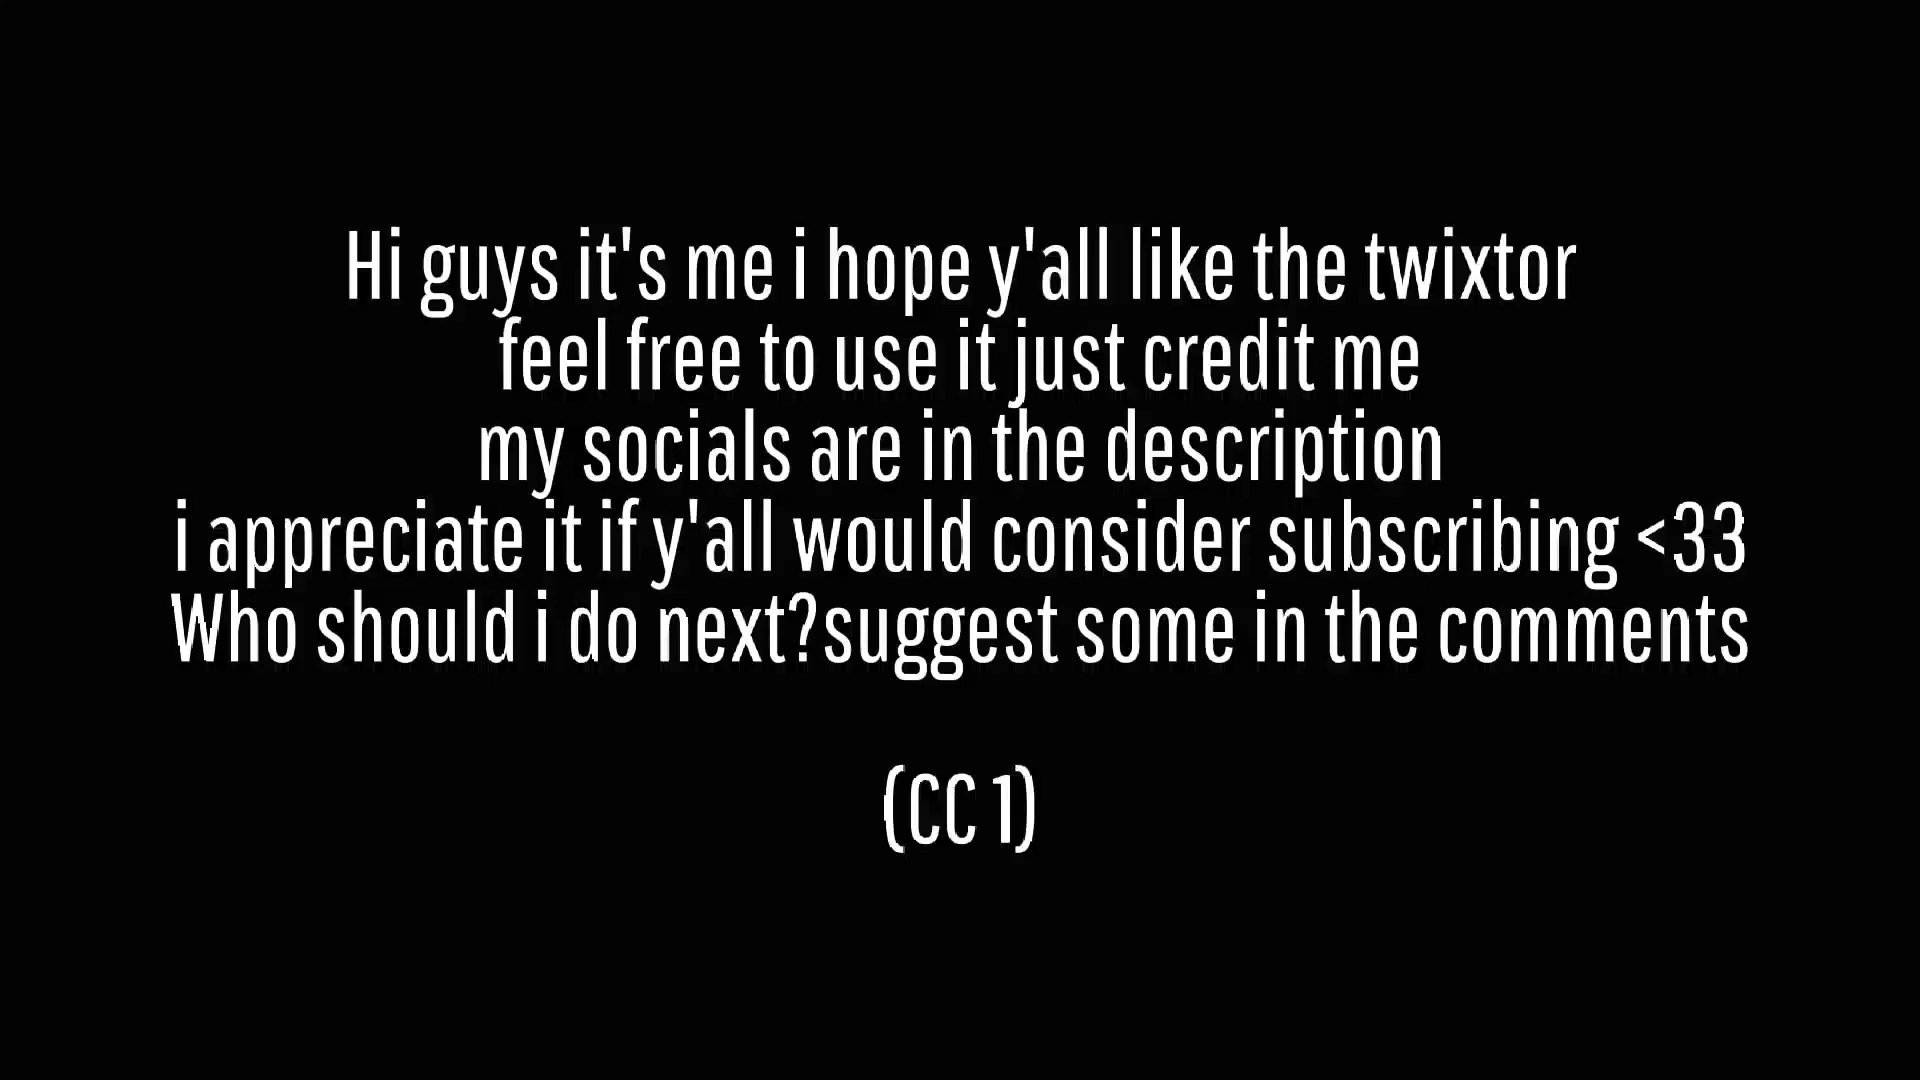 Hi guys it's me i hope y'all like the twixtor
feel free to use it just credit me
my socials are in the description
i appreciate it if y'all would consider subscribing <33
Who should i do next?suggest some in the comments
(CC 1)